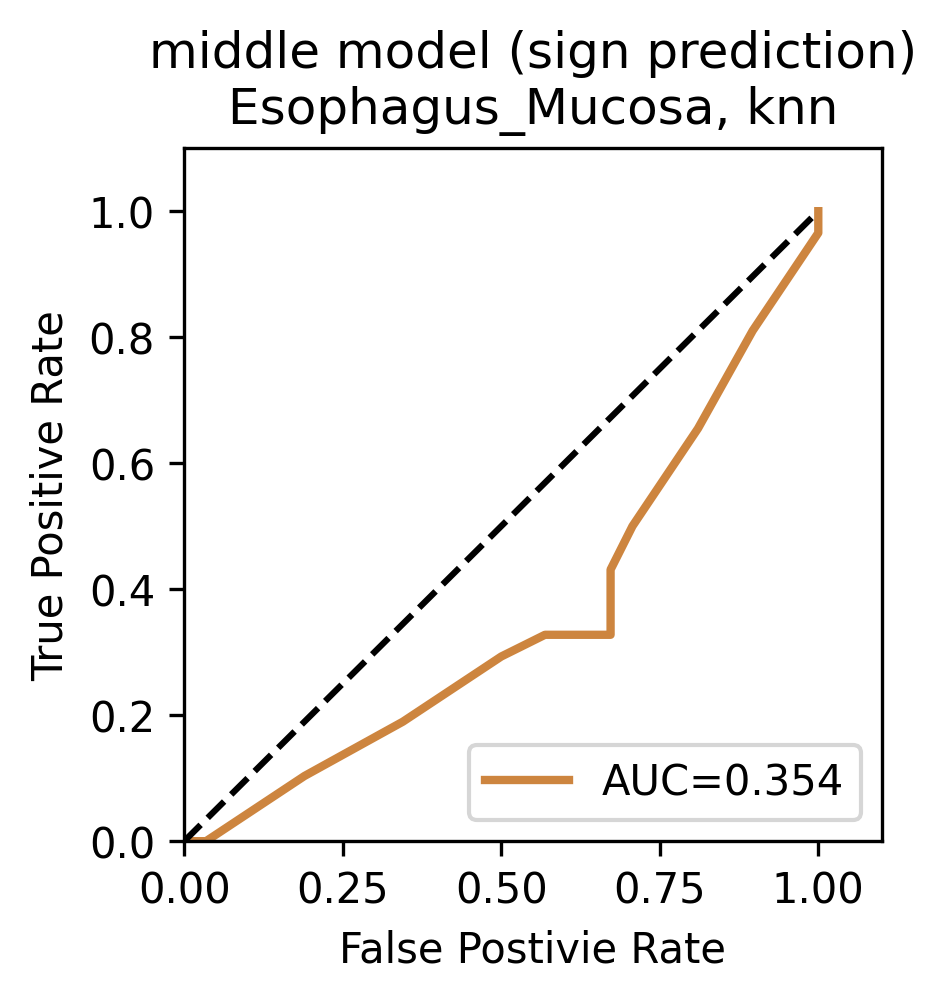 middle model (sign prediction)
Esophagus_Mucosa, knn
1.0
0.8
0.6
0.4
0.2
0.0
True Positive Rate
AUC=0.354
0.00 0.25 0.50 0.75 1.00
False Postivie Rate